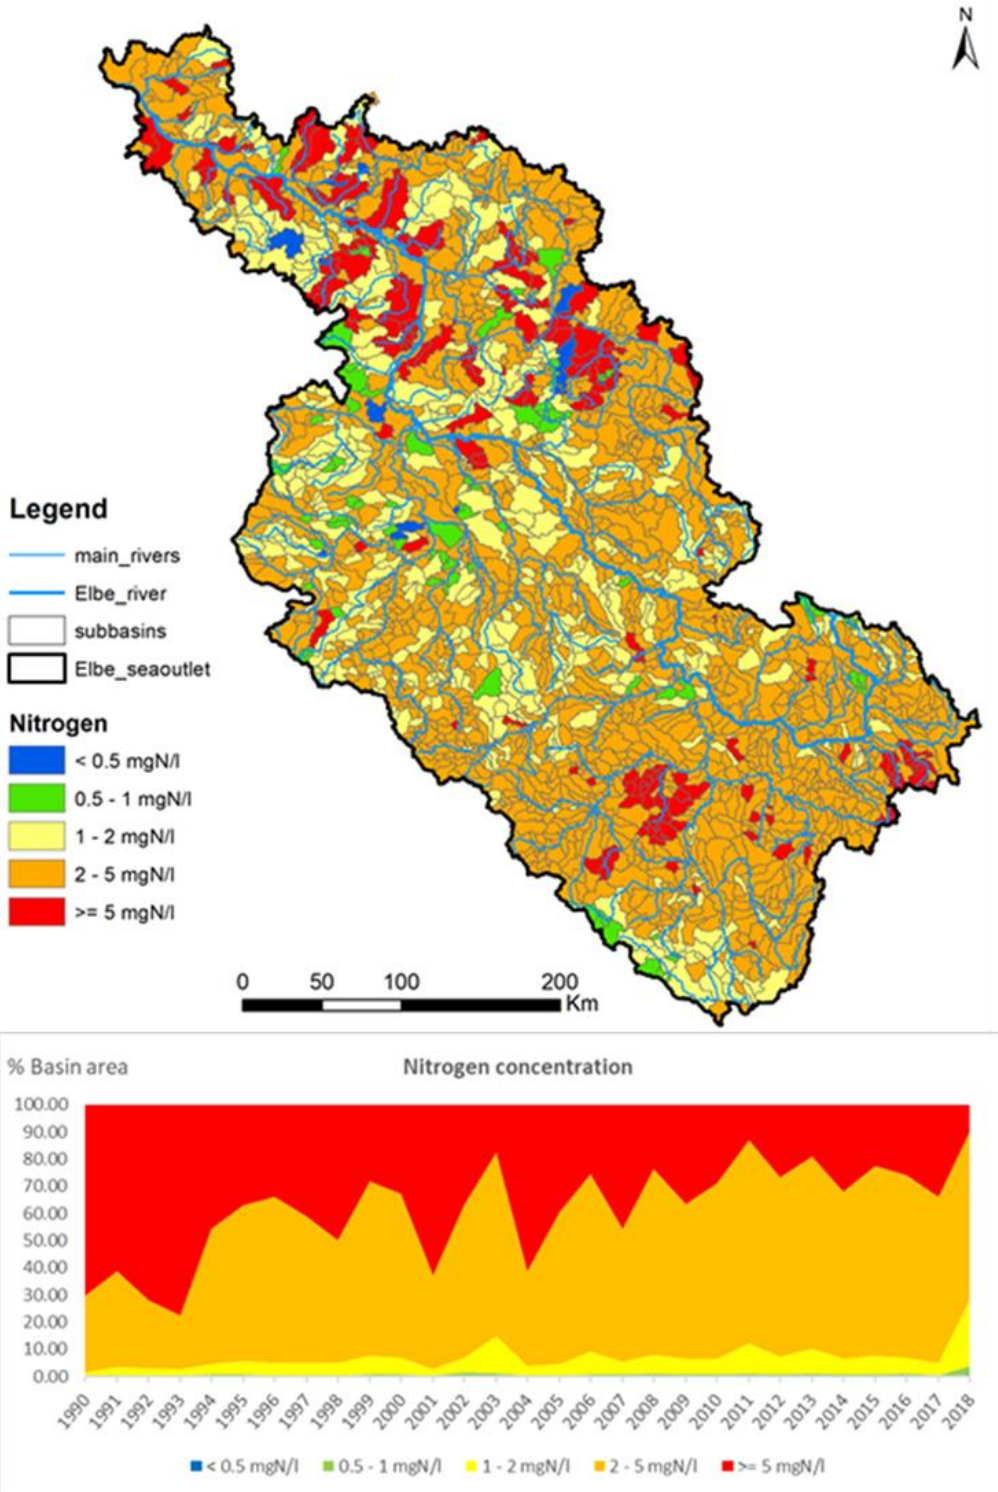 N
Legend
main_rivers
Elbe_river
subbasins
Elbe_seaoutlet
Nitrogen
< 0.5 mgN/l
0.5 - 1 mgN/l
1 - 2 mgN/l
2 - 5 mgN/l
>= 5 mgN/l
0 50 100 200
Km
% Basin area Nitrogen concentration
100.00
90.00
80.00
70.00
60.00
50.00
40.00
30.00
20.00
10.00
0.00
1990 1991 1992 1993 1994 1995 1996 1997 1998 1999 2000 2001 2002 2003 2004 2005 2006 2007 2008 2009 2010 2011 2012 2013 2014 2015 2016 2017 2018
< 0.5 mgN/l 0.5 - 1 mgN/l 1 - 2 mgN/l 2 - 5 mgN/l >= 5 mgN/l